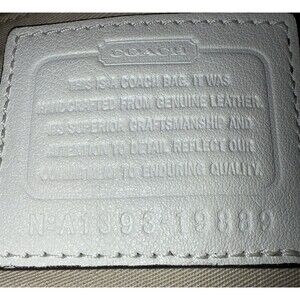 COACH
THIS IS A COACH BAG. IT WAS
HANDCRAFTED FROM GENUINE LEATHER.
ITS SUPERIOR CRAFTSMANSHIP AND
ATTENTION TO DETAIL REFLECT OUR
COMMITMENT TO ENDURING QUALITY.
Nº A1393-19889